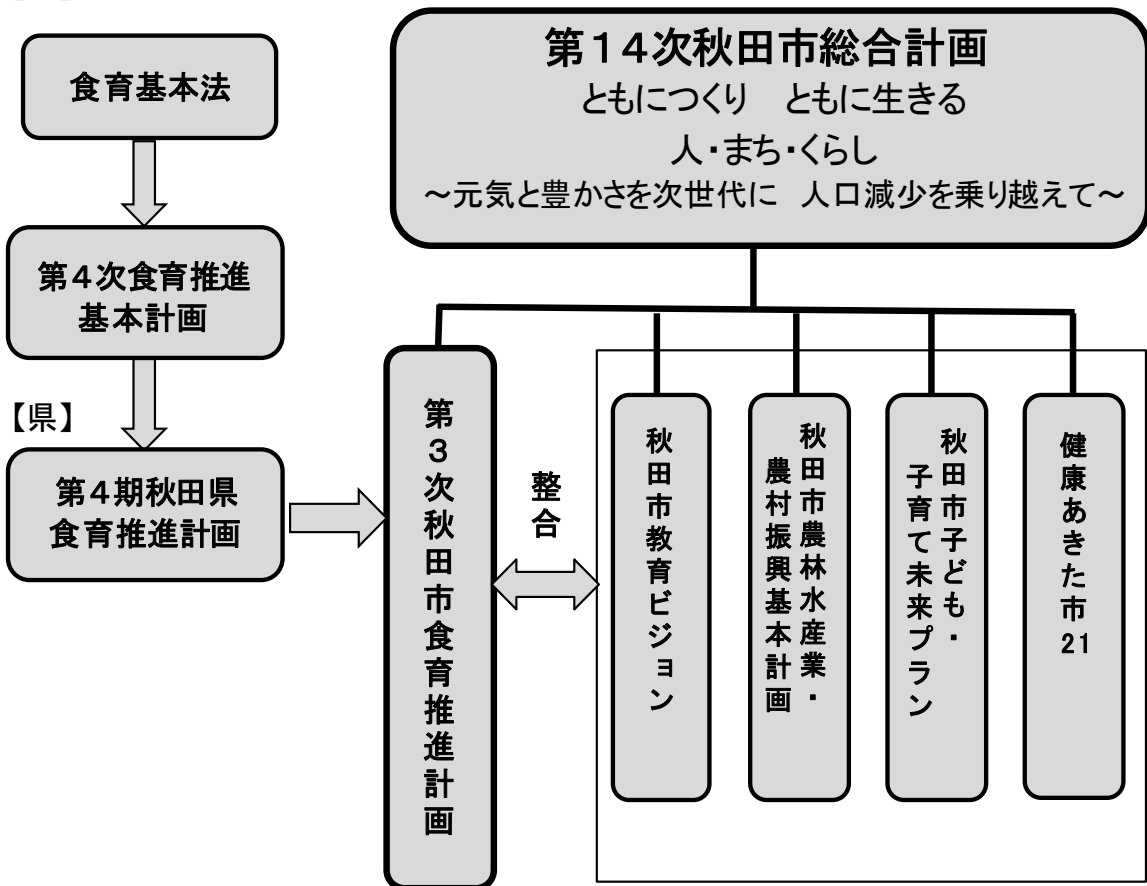 食育基本法
第4次食育推進
基本計画
【県】
第4期秋田県
食育推進計画
第14次秋田市総合計画
ともにつくり　ともに生きる
人・まち・くらし
～元気と豊かさを次世代に　人口減少を乗り越えて～
第3次秋田市食育推進計画
整合
秋田市教育ビジョン
秋田市農林水産業・
農村振興基本計画
秋田市子ども・
子育て未来プラン
健康あきた市21